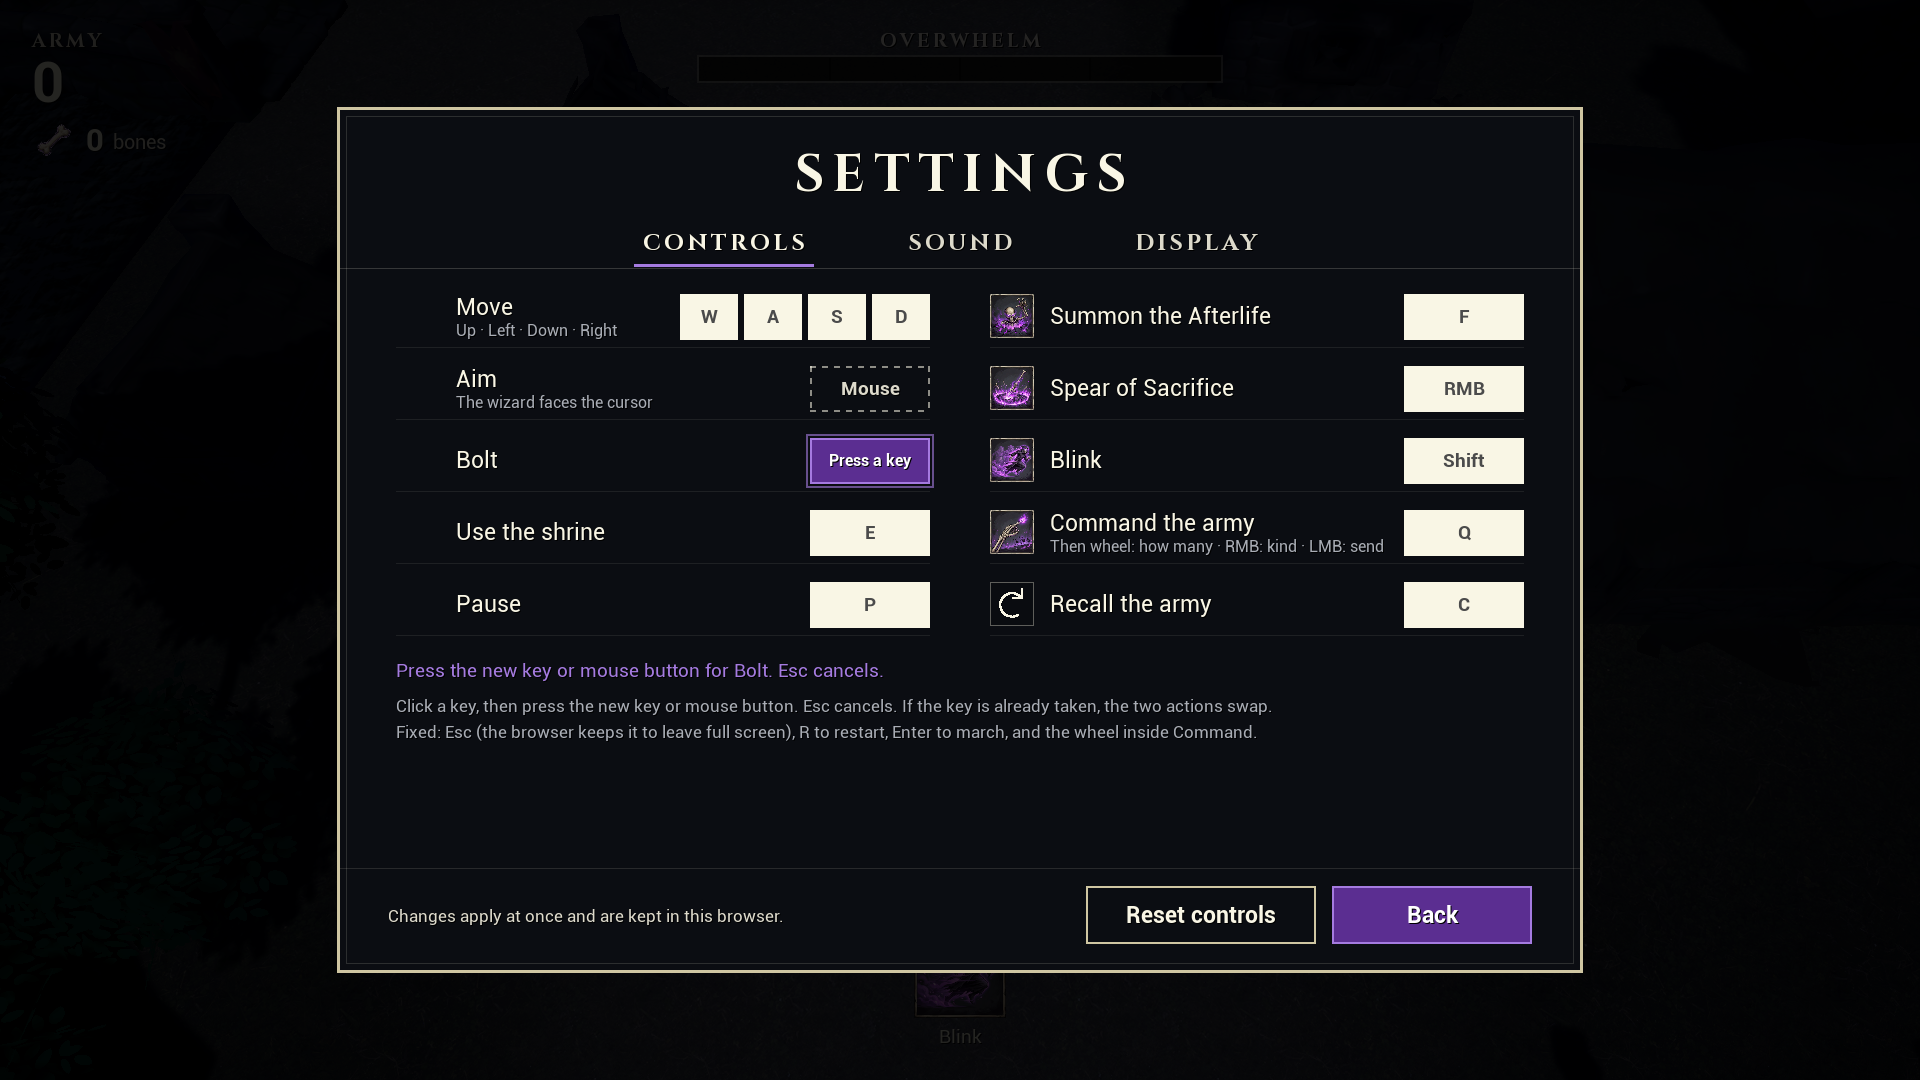 ARMY
0
0 bones
OVERWHELM
SETTINGS
CONTROLS
SOUND
DISPLAY
Move
Up · Left · Down · Right
W
A
S
D
Aim
The wizard faces the cursor
Mouse
Bolt
Press a key
Use the shrine
E
Pause
P
Summon the Afterlife
F
Spear of Sacrifice
RMB
Blink
Shift
Command the army
Then wheel: how many · RMB: kind · LMB: send
Q
Recall the army
C
Press the new key or mouse button for Bolt. Esc cancels.
Click a key, then press the new key or mouse button. Esc cancels. If the key is already taken, the two actions swap.
Fixed: Esc (the browser keeps it to leave full screen), R to restart, Enter to march, and the wheel inside Command.
Changes apply at once and are kept in this browser.
Reset controls
Back
Blink